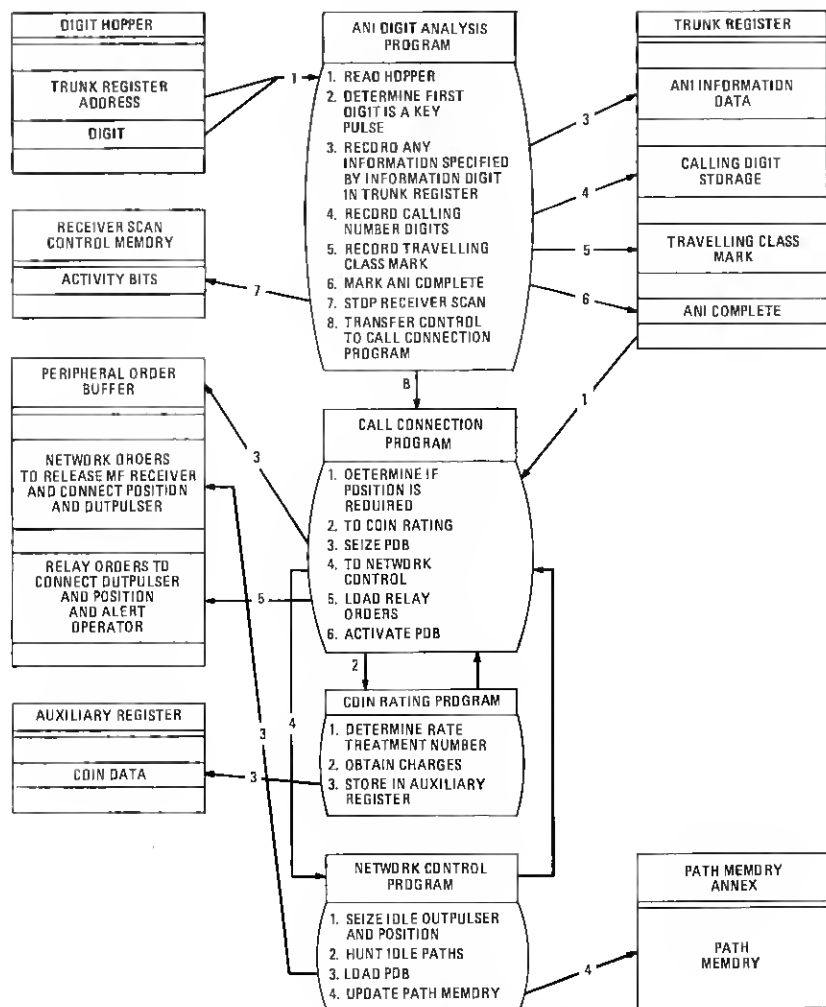 DIGIT HOPPER
TRUNK REGISTER
ADDRESS
DIGIT
1
ANI DIGIT ANALYSIS
PROGRAM
1. READ HOPPER
2. DETERMINE FIRST
DIGIT IS A KEY
PULSE
3. RECORD ANY
INFORMATION SPECIFIED
BY INFORMATION DIGIT
IN TRUNK REGISTER
4. RECORD CALLING
NUMBER DIGITS
5. RECORD TRAVELLING
CLASS MARK
6. MARK ANI COMPLETE
7. STOP RECEIVER SCAN
8. TRANSFER CONTROL
TO CALL CONNECTION
PROGRAM
3
4
5
6
TRUNK REGISTER
ANI INFORMATION
DATA
CALLING DIGIT
STORAGE
TRAVELLING CLASS
MARK
ANI COMPLETE
RECEIVER SCAN
CONTROL MEMORY
ACTIVITY BITS
7
8
1
PERIPHERAL ORDER
BUFFER
NETWORK ORDERS
TO RELEASE MF RECEIVER
AND CONNECT POSITION
AND OUTPULSER
RELAY ORDERS TO
CONNECT OUTPULSER
AND POSITION
AND ALERT
OPERATOR
3
5
CALL CONNECTION
PROGRAM
1. DETERMINE IF
POSITION IS
REQUIRED
2. TO COIN RATING
3. SEIZE POB
4. TO NETWORK
CONTROL
5. LOAD RELAY
ORDERS
6. ACTIVATE POB
2
4
3
COIN RATING PROGRAM
1. DETERMINE RATE
TREATMENT NUMBER
2. OBTAIN CHARGES
3. STORE IN AUXILIARY
REGISTER
AUXILIARY REGISTER
COIN DATA
3
NETWORK CONTROL
PROGRAM
1. SEIZE IDLE OUTPULSER
AND POSITION
2. HUNT IDLE PATHS
3. LOAD POB
4. UPDATE PATH MEMORY
4
PATH MEMORY
ANNEX
PATH
MEMORY